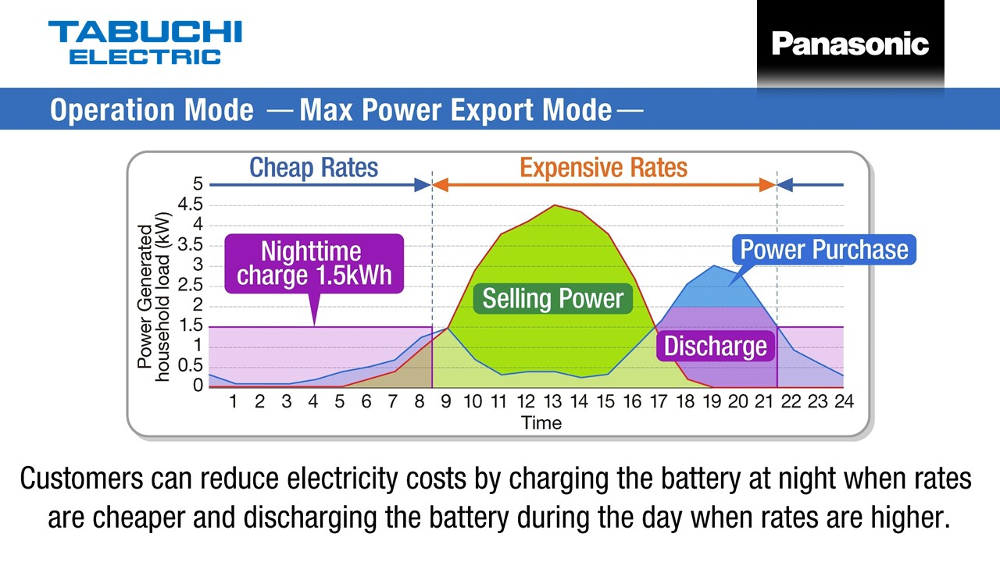 TABUCHI
ELECTRIC
Panasonic
Operation Mode — Max Power Export Mode —
Cheap Rates
Expensive Rates
5
4.5
4
3.5
3
2.5
2
1.5
1
0.5
0
Power Generated
household load (kW)
Nighttime
charge 1.5kWh
Power Purchase
Selling Power
Discharge
1 2 3 4 5 6 7 8 9 10 11 12 13 14 15 16 17 18 19 20 21 22 23 24
Time
Customers can reduce electricity costs by charging the battery at night when rates
are cheaper and discharging the battery during the day when rates are higher.